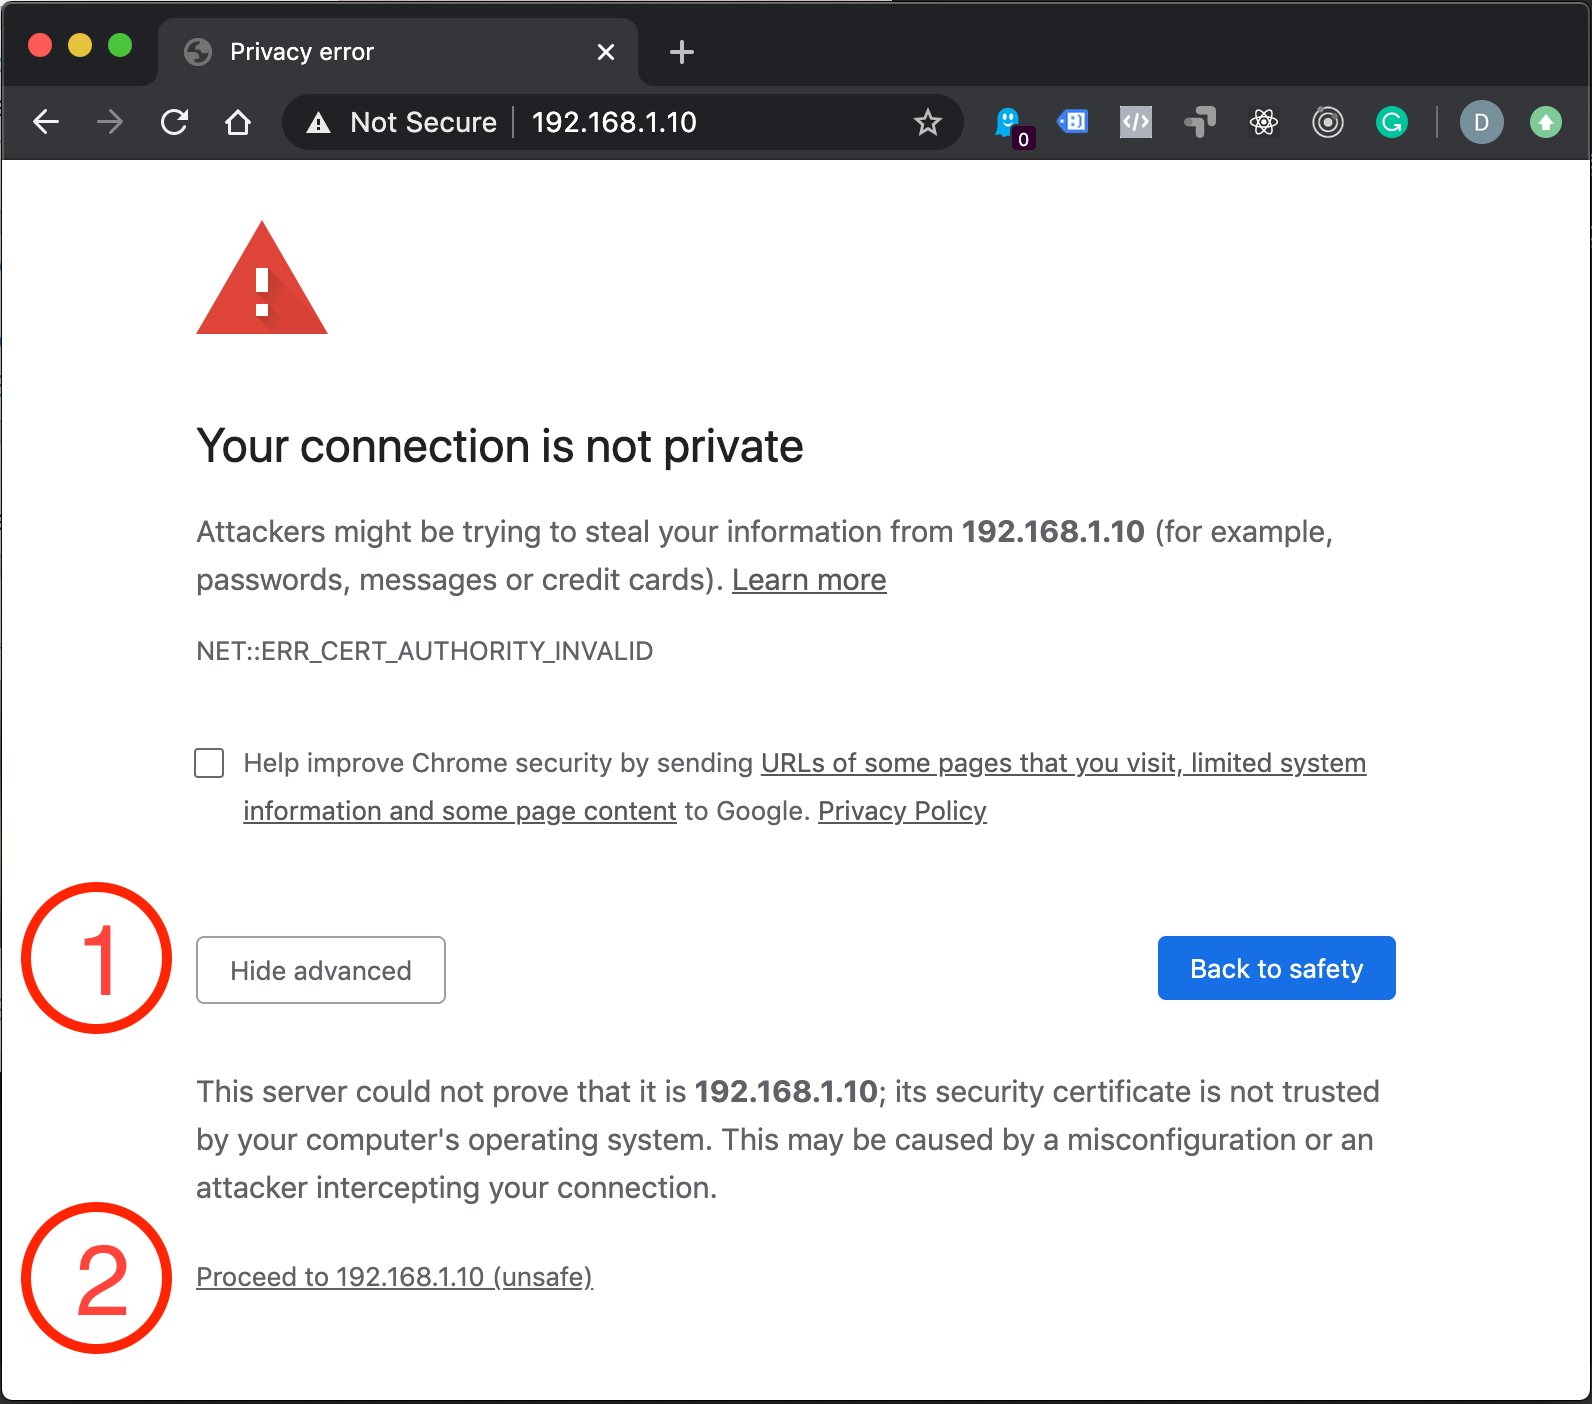 Privacy error
Not Secure 192.168.1.10
0
D
Your connection is not private
Attackers might be trying to steal your information from 192.168.1.10 (for example,
passwords, messages or credit cards). Learn more
NET::ERR_CERT_AUTHORITY_INVALID
Help improve Chrome security by sending URLs of some pages that you visit, limited system
information and some page content to Google. Privacy Policy
1
Hide advanced
Back to safety
This server could not prove that it is 192.168.1.10; its security certificate is not trusted
by your computer's operating system. This may be caused by a misconfiguration or an
attacker intercepting your connection.
2
Proceed to 192.168.1.10 (unsafe)